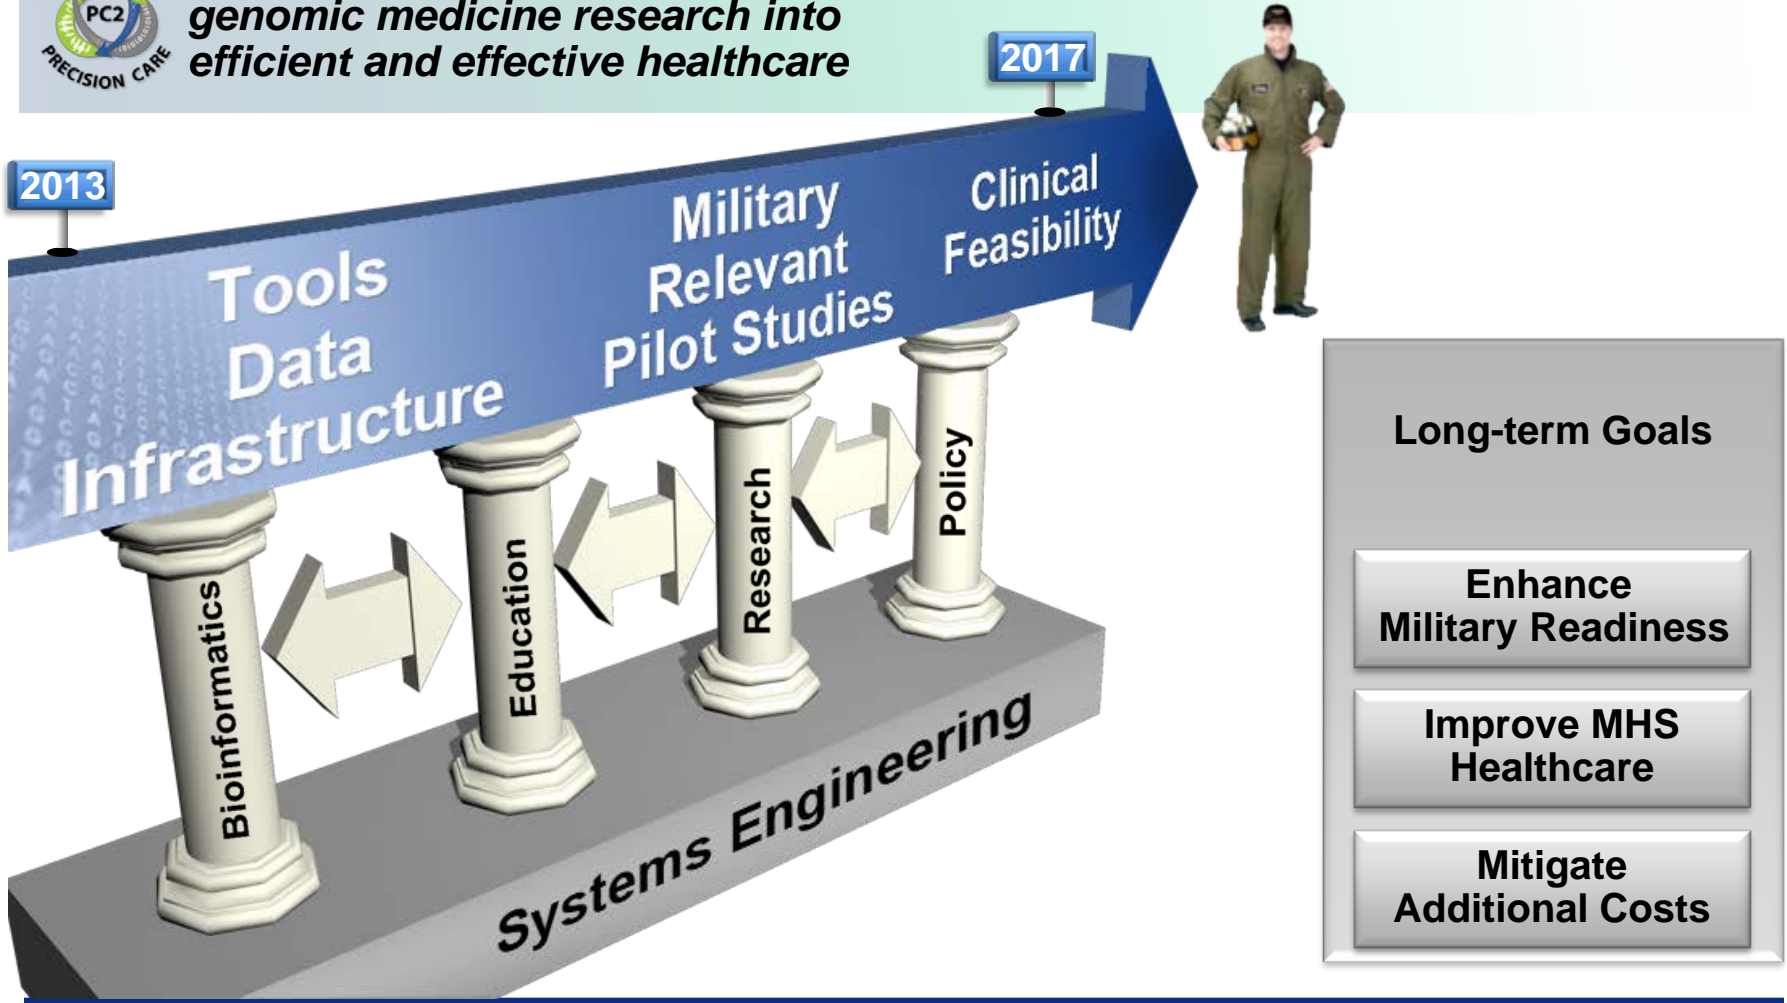 PC2
PRECISION CARE
genomic medicine research into
efficient and effective healthcare
2017
2013
Tools
Data
Infrastructure
Military
Relevant
Pilot Studies
Clinical
Feasibility
Bioinformatics
Education
Research
Policy
Systems Engineering
Long-term Goals
Enhance
Military Readiness
Improve MHS
Healthcare
Mitigate
Additional Costs